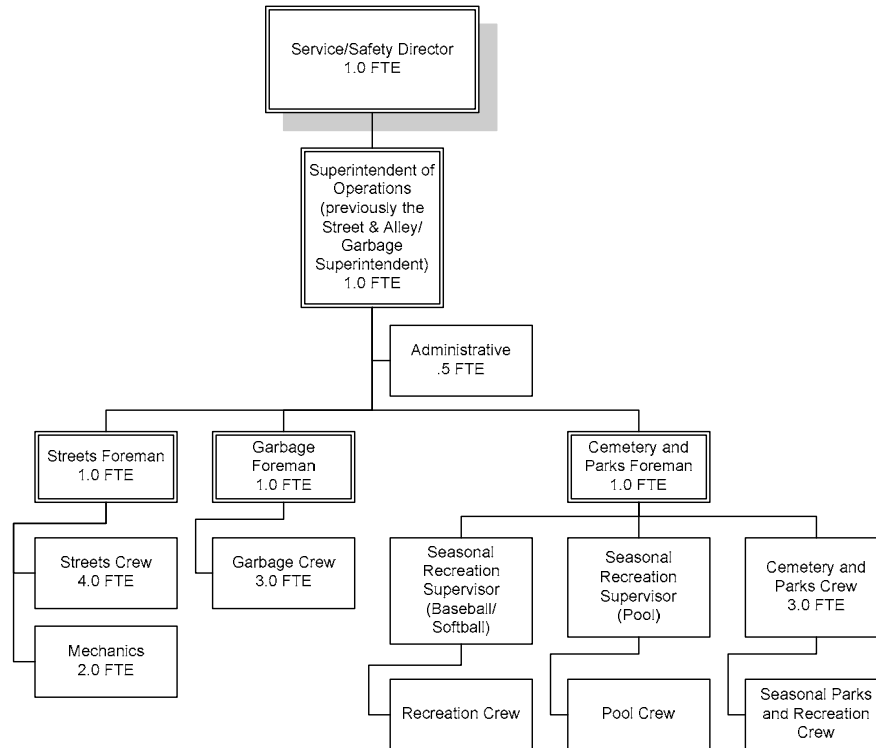 Service/Safety Director
1.0 FTE
Superintendent of
Operations
(previously the
Street & Alley/
Garbage
Superintendent)
1.0 FTE
Administrative
.5 FTE
Streets Foreman
1.0 FTE
Garbage
Foreman
1.0 FTE
Cemetery and
Parks Foreman
1.0 FTE
Streets Crew
4.0 FTE
Garbage Crew
3.0 FTE
Seasonal
Recreation
Supervisor
(Baseball/
Softball)
Seasonal
Recreation
Supervisor
(Pool)
Cemetery and
Parks Crew
3.0 FTE
Mechanics
2.0 FTE
Recreation Crew
Pool Crew
Seasonal Parks
and Recreation
Crew